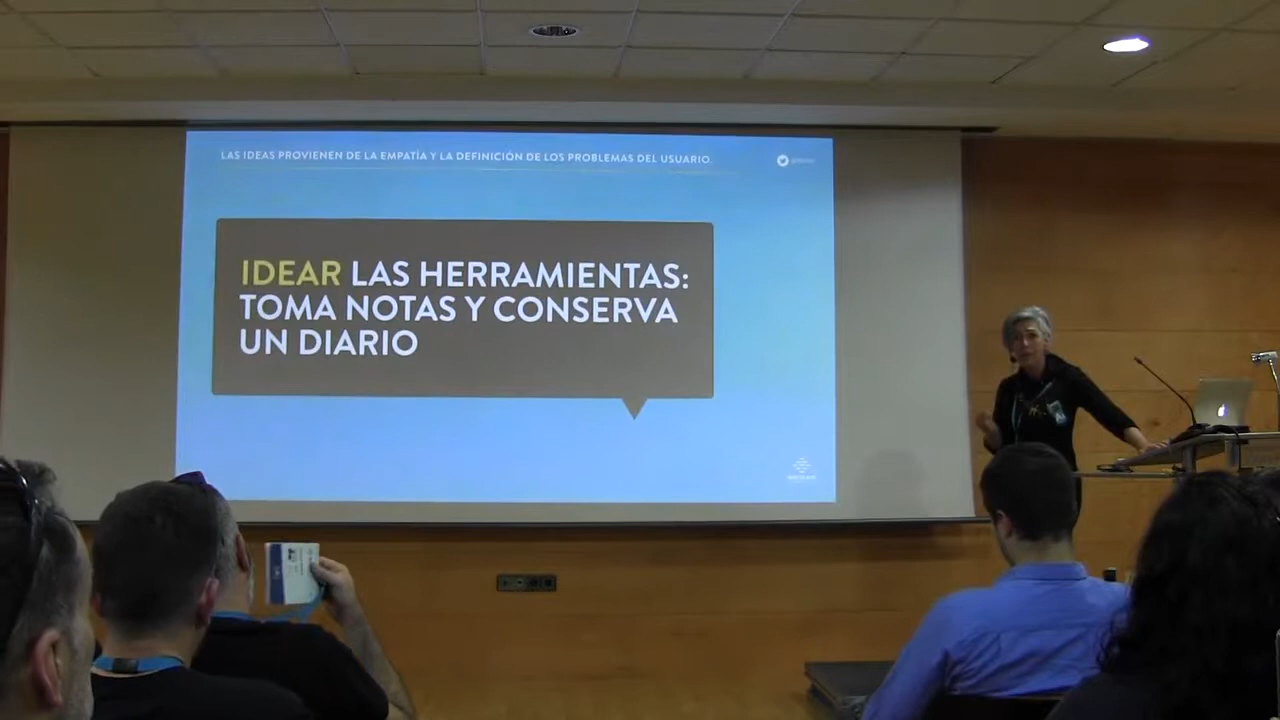 LAS IDEAS PROVIENEN DE LA EMPATÍA Y LA DEFINICIÓN DE LOS PROBLEMAS DEL USUARIO.
IDEAR LAS HERRAMIENTAS:
TOMA NOTAS Y CONSERVA
UN DIARIO